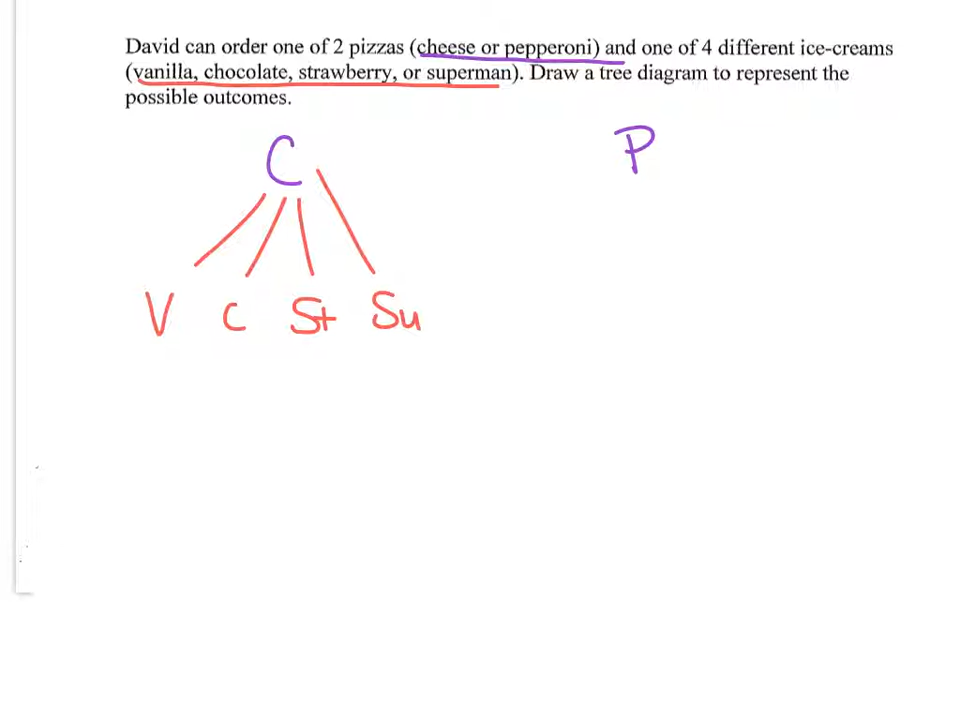 David can order one of 2 pizzas (cheese or pepperoni) and one of 4 different ice-creams
(vanilla, chocolate, strawberry, or superman). Draw a tree diagram to represent the
possible outcomes.
C P
V C St Su